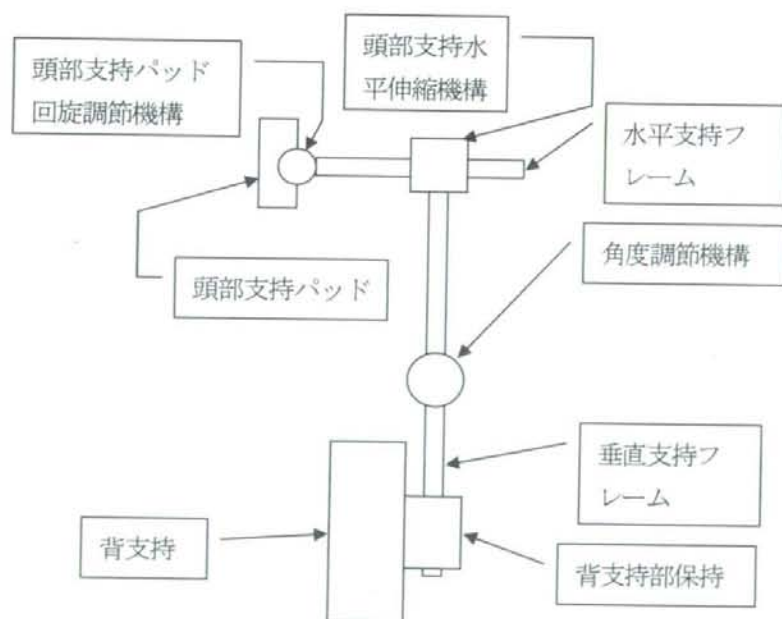 頭部支持パッド
回旋調節機構
頭部支持水
平伸縮機構
水平支持フ
レーム
角度調節機構
頭部支持パッド
垂直支持フ
レーム
背支持
背支持部保持